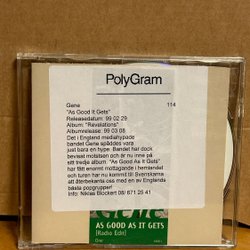 PolyGram
Gene 114
"As Good It Gets"
Releasedatum: 99 02 29
Album: "Revalations"
Albumrelease: 99 03 08
Det i England mediahypade
bandet Gene spåddes vara
just bara en hype. Bandet har dock
bevisat motsatsen och är nu inne på
sitt tredje album. "As Good As It Gets"
har fått enormt mottagande i hemlandet
och turen har nu kommit till Svenskarna
att återbekanta oss med en av Englands
bästa popgrupper!
Info: Niklas Blockert 08/ 671 25 41
AS GOOD AS IT GETS
[Radio Edit]